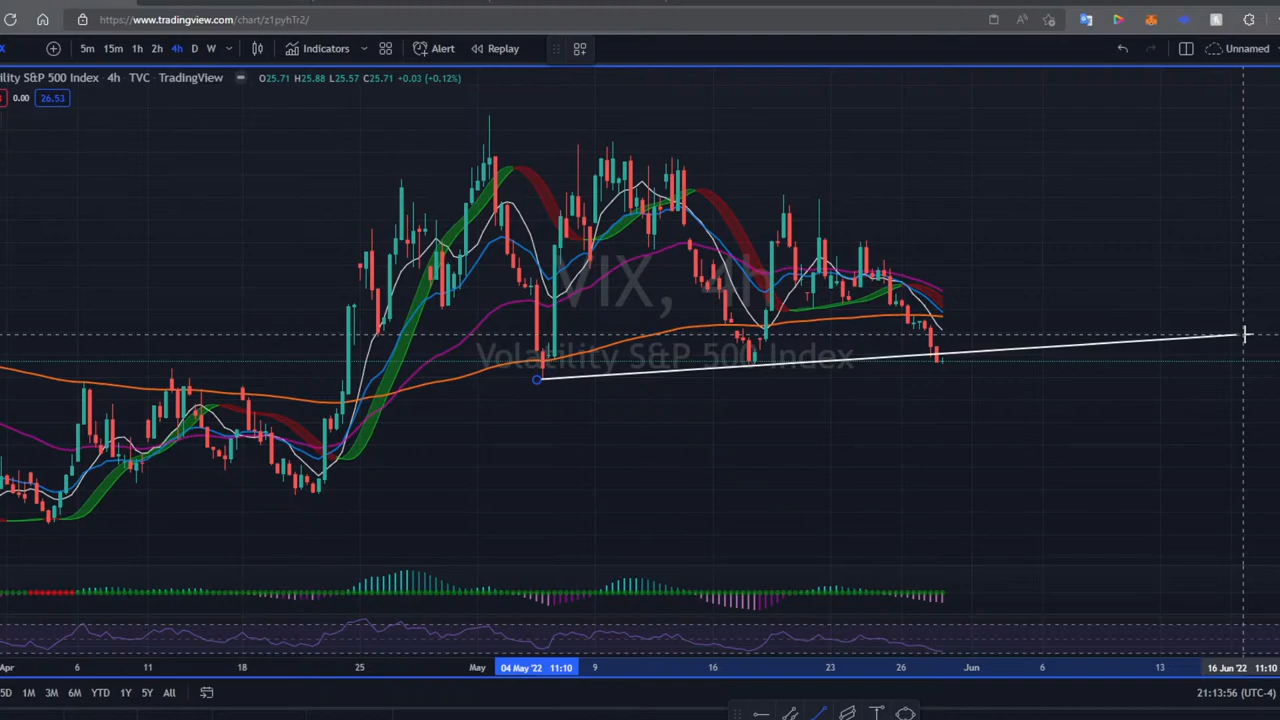 https://www.tradingview.com/chart/z1pyhTr2/
X 5m 15m 1h 2h 4h D W Indicators Alert Replay Unnamed
ility S&P 500 Index · 4h · TVC · TradingView O25.71 H25.88 L25.57 C25.71 +0.03 (+0.12%)
0.00 26.53
VIX, 4h
Volatility S&P 500 Index
Apr 6 11 18 25 May 04 May '22 11:10 9 16 23 26 Jun 6 13 16 Jun '22 11:10
5D 1M 3M 6M YTD 1Y 5Y All 21:13:56 (UTC-4)